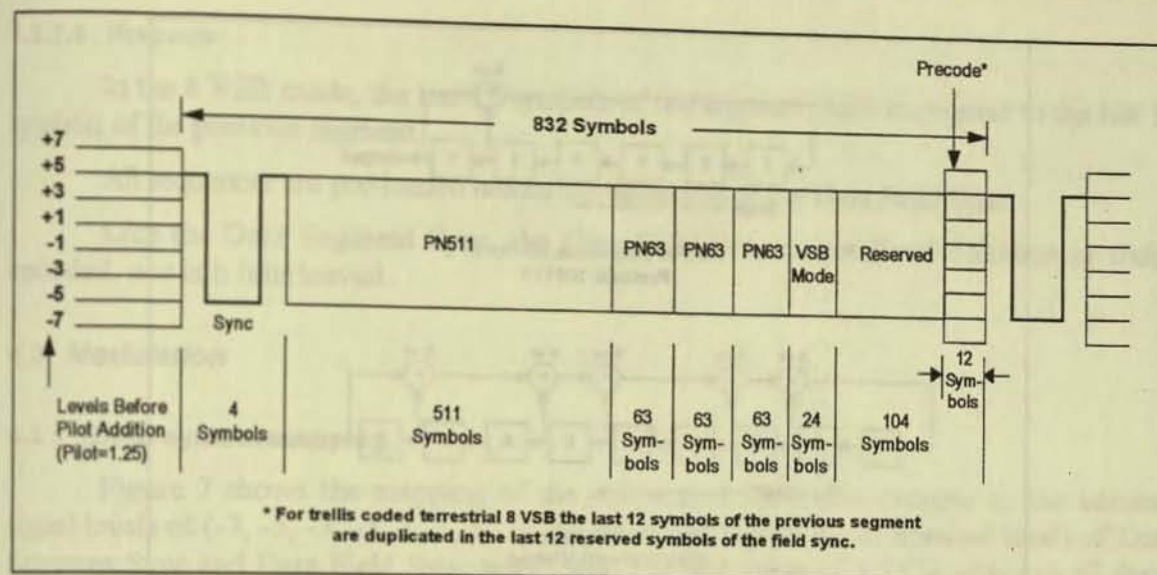 Precode*
832 Symbols
+7
+5
+3
+1
-1
-3
-5
-7
PN511
PN63
PN63
PN63
VSB
Mode
Reserved
Sync
Levels Before
Pilot Addition
(Pilot=1.25)
4
Symbols
511
Symbols
63
Sym-
bols
63
Sym-
bols
63
Sym-
bols
24
Sym-
bols
104
Symbols
12
Sym-
bols
* For trellis coded terrestrial 8 VSB the last 12 symbols of the previous segment
are duplicated in the last 12 reserved symbols of the field sync.